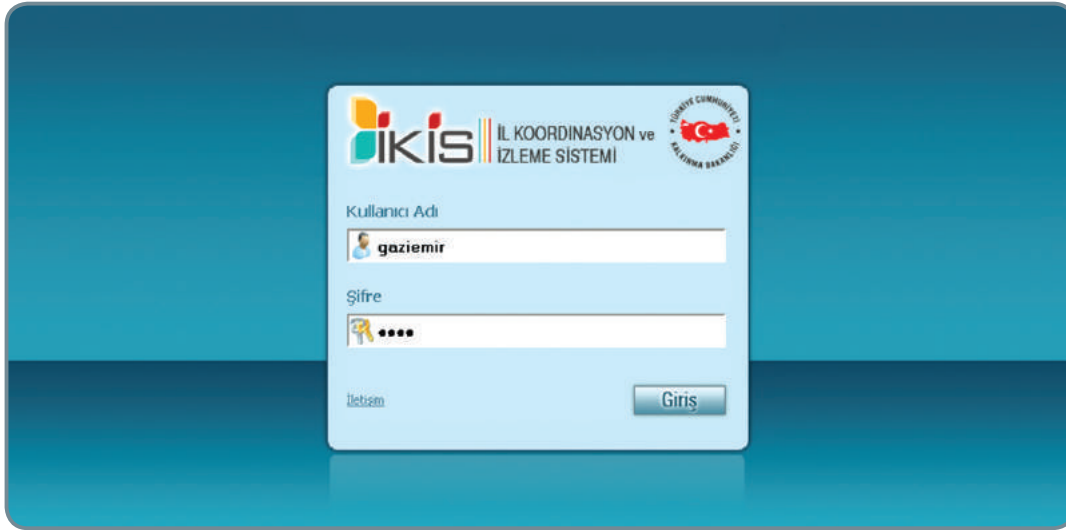 İKİS
İL KOORDİNASYON ve
İZLEME SİSTEMİ
TÜRKİYE CUMHURİYETİ
KALKINMA BAKANLIĞI
Kullanıcı Adı
gaziemir
Şifre
••••
İletişim
Giriş